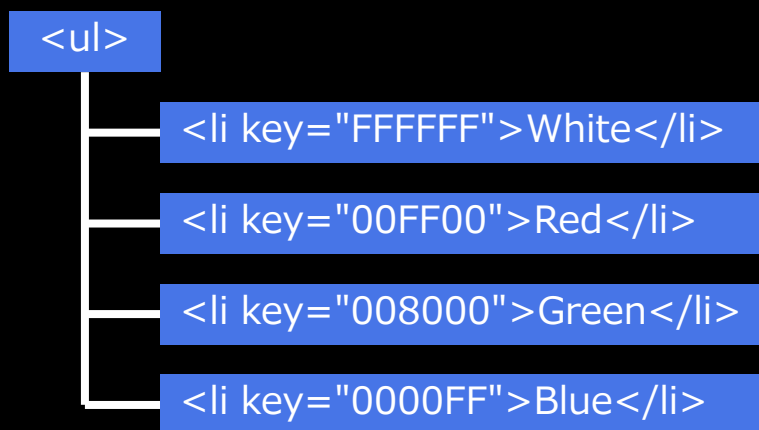 <ul>
<li key="FFFFFF">White</li>
<li key="00FF00">Red</li>
<li key="008000">Green</li>
<li key="0000FF">Blue</li>